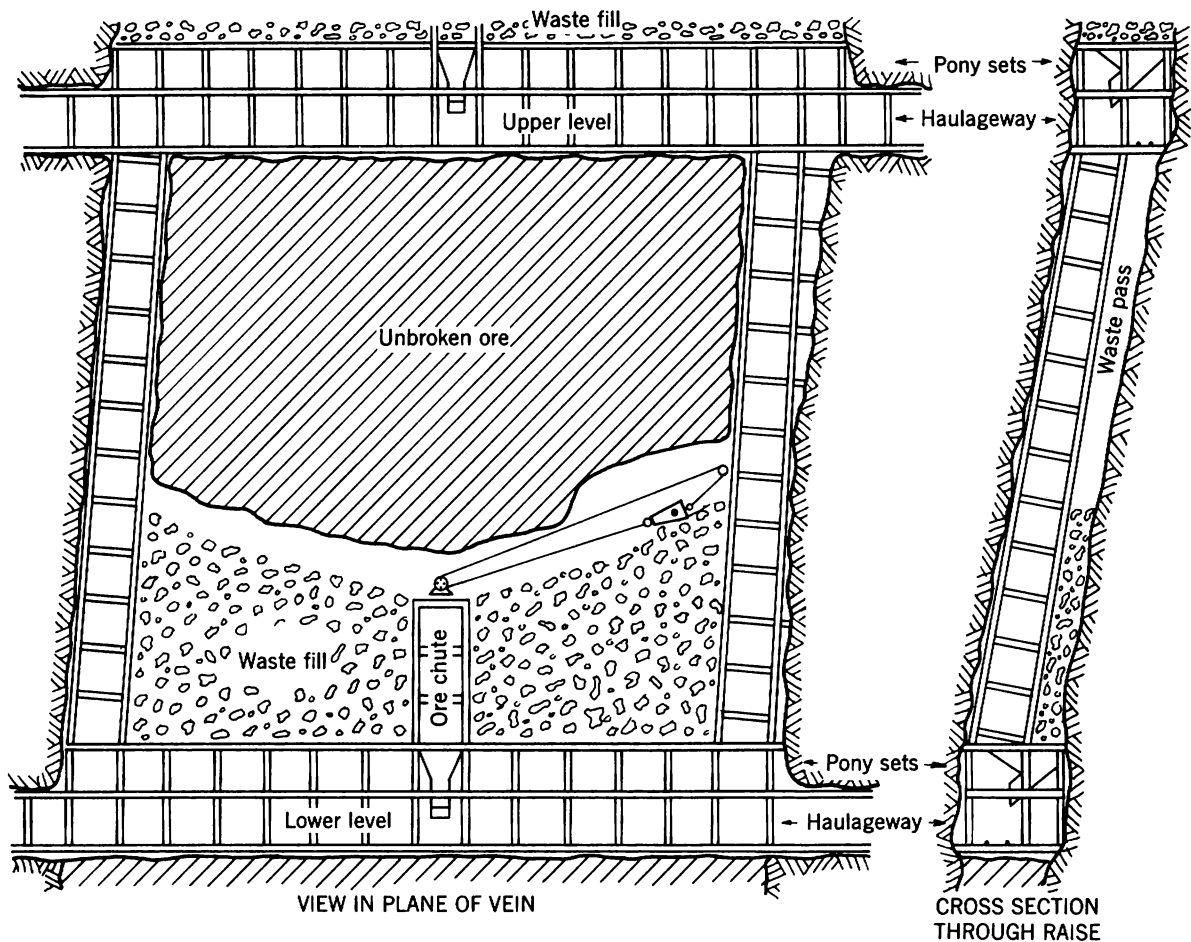 Waste fill
Pony sets
Upper level
Haulageway
Unbroken ore
Waste pass
Waste fill
Ore chute
Pony sets
Lower level
Haulageway
VIEW IN PLANE OF VEIN
CROSS SECTION
THROUGH RAISE